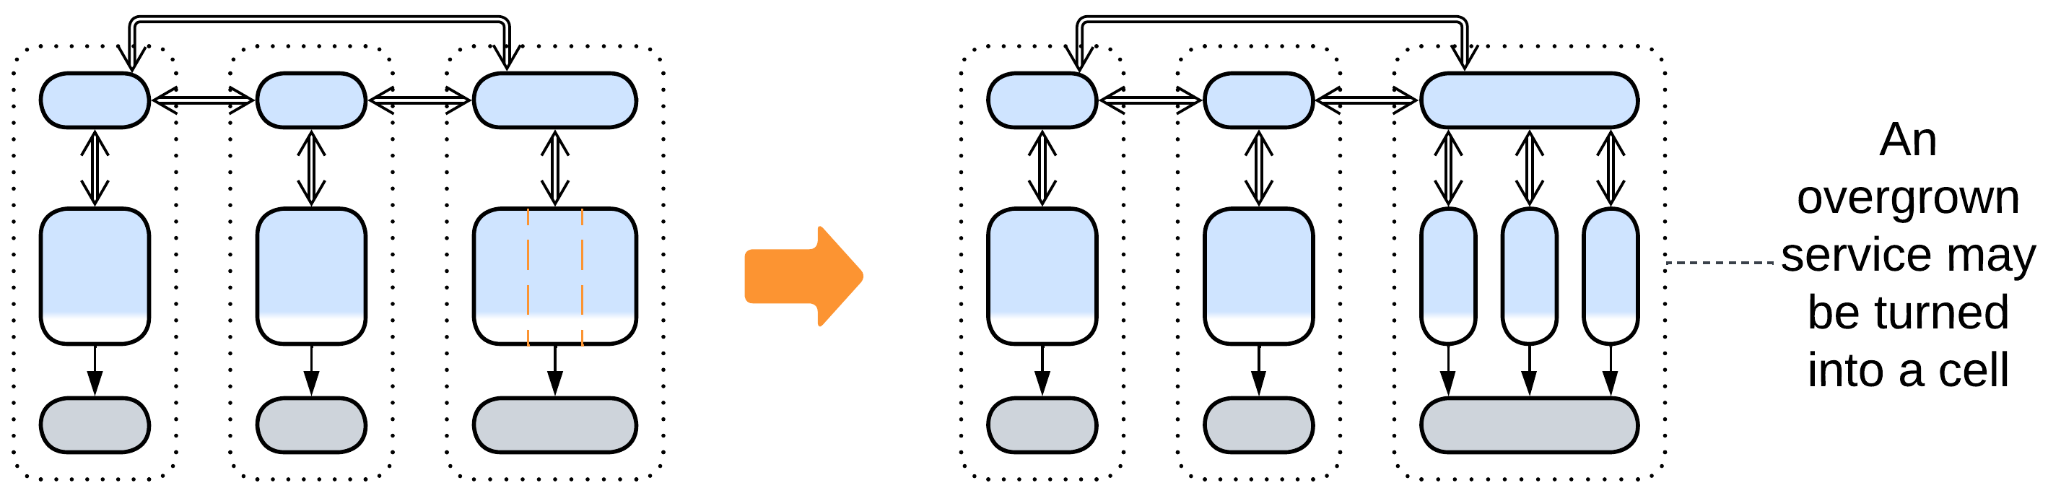 An
overgrown
service may
be turned
into a cell